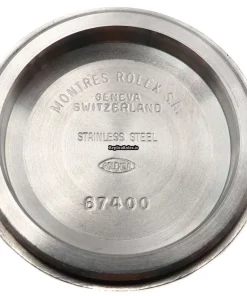 MONTRES ROLEX S.A.
GENEVA
SWITZERLAND
STAINLESS STEEL
67400